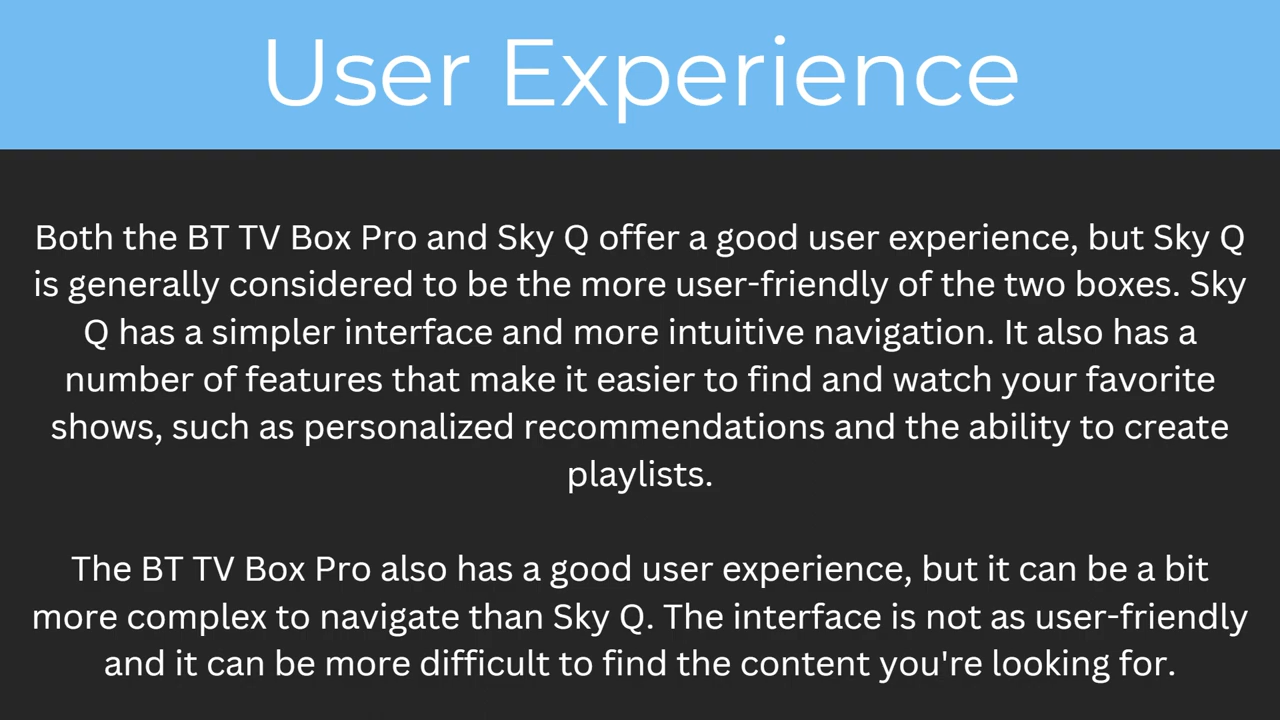 User Experience
Both the BT TV Box Pro and Sky Q offer a good user experience, but Sky Q
is generally considered to be the more user-friendly of the two boxes. Sky
Q has a simpler interface and more intuitive navigation. It also has a
number of features that make it easier to find and watch your favorite
shows, such as personalized recommendations and the ability to create
playlists.
The BT TV Box Pro also has a good user experience, but it can be a bit
more complex to navigate than Sky Q. The interface is not as user-friendly
and it can be more difficult to find the content you're looking for.